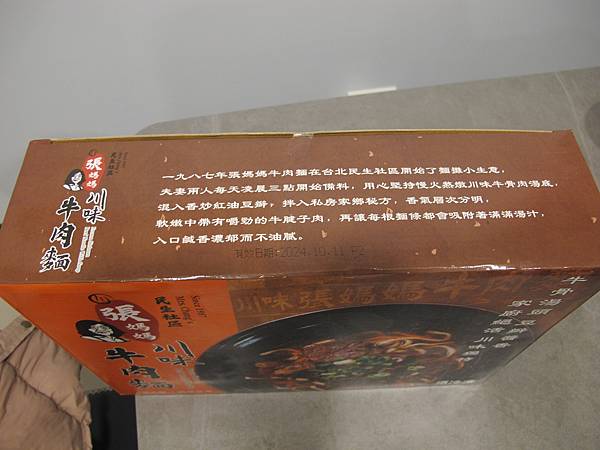 一九八七年張媽媽牛肉麵在台北民生社區開始了麵攤小生意，
夫妻兩人每天凌晨三點開始備料，用心堅持慢火熬燉川味牛骨肉湯底，
混入香炒紅油豆瓣，拌入私房家鄉秘方，香氣層次分明，
軟嫩中帶有嚼勁的牛腱子肉，再讓每根麵條都會吸附著滿滿湯汁，
入口鹹香濃郁而不油膩。
有效日期:2024.10.11
民生社區
張媽媽
川味
牛肉麵
川味張媽媽牛肉
民生社區
張媽媽
川味
牛肉麵